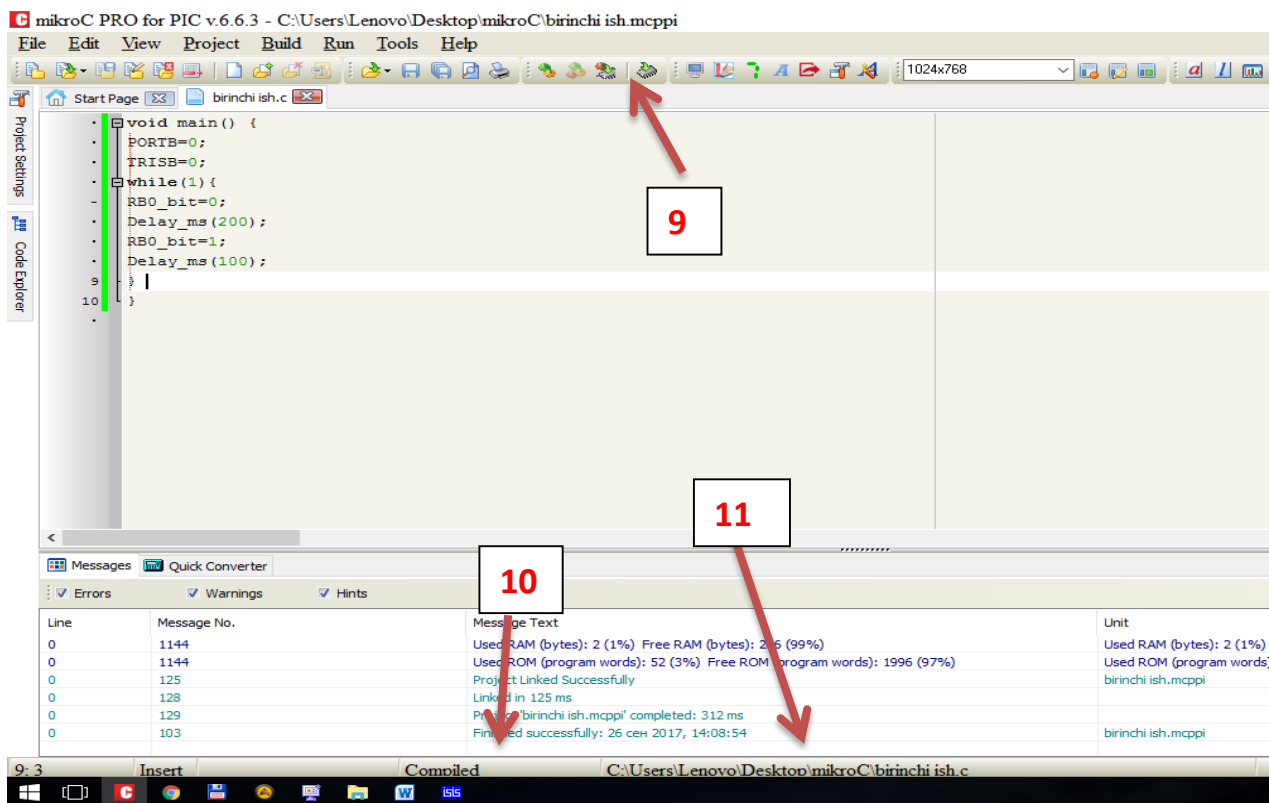 mikroC PRO for PIC v.6.6.3 - C:\Users\Lenovo\Desktop\mikroC\birinchi ish.mcppi
File Edit View Project Build Run Tools Help
1024x768
Start Page birinchi ish.c
Project Settings
Code Explorer
void main() {
PORTB=0;
TRISB=0;
while(1){
RB0_bit=0;
Delay_ms(200);
RB0_bit=1;
Delay_ms(100);
9 }
10 }
9
11
10
Messages Quick Converter
Errors Warnings Hints
Line Message No. Message Text Unit
0 1144 Used RAM (bytes): 2 (1%) Free RAM (bytes): (99%) Used RAM (bytes): 2 (1%)
0 1144 Used ROM (program words): 52 (3%) Free ROM (program words): 1996 (97%) Used ROM (program words)
0 125 Project Linked Successfully birinchi ish.mcppi
0 128 Linked in 125 ms
0 129 Project 'birinchi ish.mcppi' completed: 312 ms
0 103 Finished successfully: 26 сен 2017, 14:08:54 birinchi ish.mcppi
9: 3 Insert Compiled C:\Users\Lenovo\Desktop\mikroC\birinchi ish.c
isis